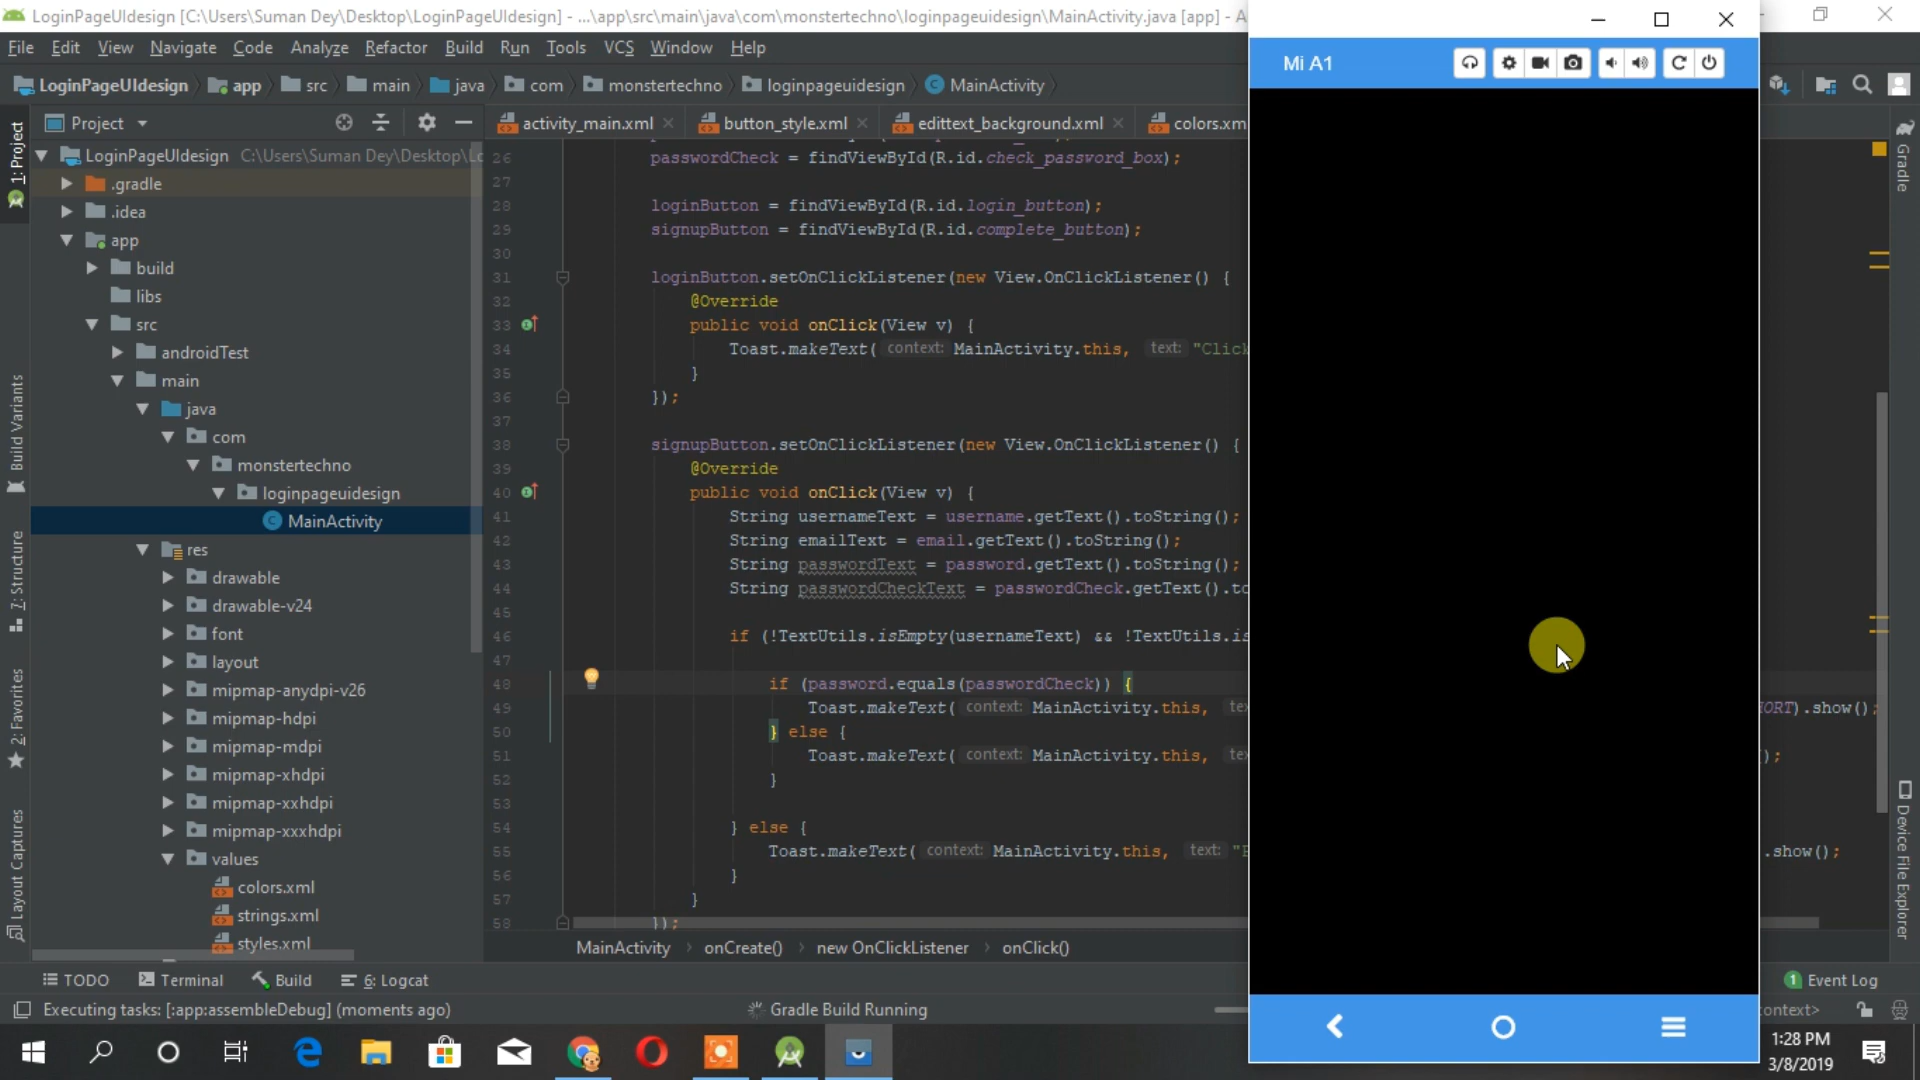 LoginPageUIdesign [C:\Users\Suman Dey\Desktop\LoginPageUIdesign] - ...\app\src\main\java\com\monstertechno\loginpageuidesign\MainActivity.java [app] - A
File Edit View Navigate Code Analyze Refactor Build Run Tools VCS Window Help
Mi A1
LoginPageUIdesign app src main java com monstertechno loginpageuidesign MainActivity
Project
activity_main.xml button_style.xml edittext_background.xml colors.xm
1: Project
Build Variants
7: Structure
2: Favorites
Layout Captures
LoginPageUIdesign C:\Users\Suman Dey\Desktop\Lo
.gradle
.idea
app
build
libs
src
androidTest
main
java
com
monstertechno
loginpageuidesign
MainActivity
res
drawable
drawable-v24
font
layout
mipmap-anydpi-v26
mipmap-hdpi
mipmap-mdpi
mipmap-xhdpi
mipmap-xxhdpi
mipmap-xxxhdpi
values
colors.xml
strings.xml
styles.xml
26 passwordCheck = findViewById(R.id.check_password_box);
27
28 loginButton = findViewById(R.id.login_button);
29 signupButton = findViewById(R.id.complete_button);
30
31 loginButton.setOnClickListener(new View.OnClickListener() {
32 @Override
33 public void onClick(View v) {
34 Toast.makeText( context: MainActivity.this, text: "Click
35 }
36 });
37
38 signupButton.setOnClickListener(new View.OnClickListener() {
39 @Override
40 public void onClick(View v) {
41 String usernameText = username.getText().toString();
42 String emailText = email.getText().toString();
43 String passwordText = password.getText().toString();
44 String passwordCheckText = passwordCheck.getText().to
45
46 if (!TextUtils.isEmpty(usernameText) && !TextUtils.is
47
48 if (password.equals(passwordCheck)) {
49 Toast.makeText( context: MainActivity.this, tex ORT).show();
50 } else {
51 Toast.makeText( context: MainActivity.this, tex );
52 }
53
54 } else {
55 Toast.makeText( context: MainActivity.this, text: " .show();
56 }
57 }
58 });
MainActivity onCreate() new OnClickListener onClick()
Gradle
Device File Explorer
TODO Terminal Build 6: Logcat 1 Event Log
Executing tasks: [:app:assembleDebug] (moments ago) Gradle Build Running ontext>
1:28 PM
3/8/2019